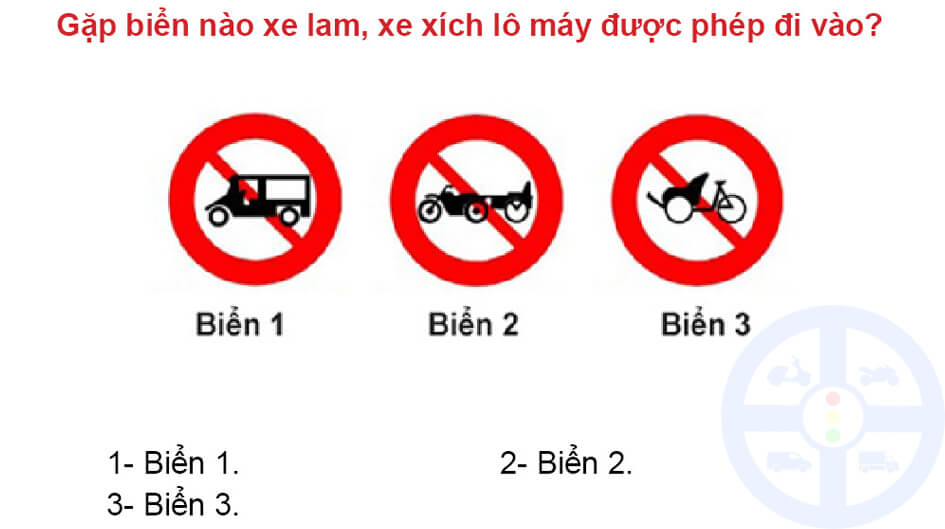 Gặp biển nào xe lam, xe xích lô máy được phép đi vào?
Biển 1 Biển 2 Biển 3
1- Biển 1. 2- Biển 2.
3- Biển 3.